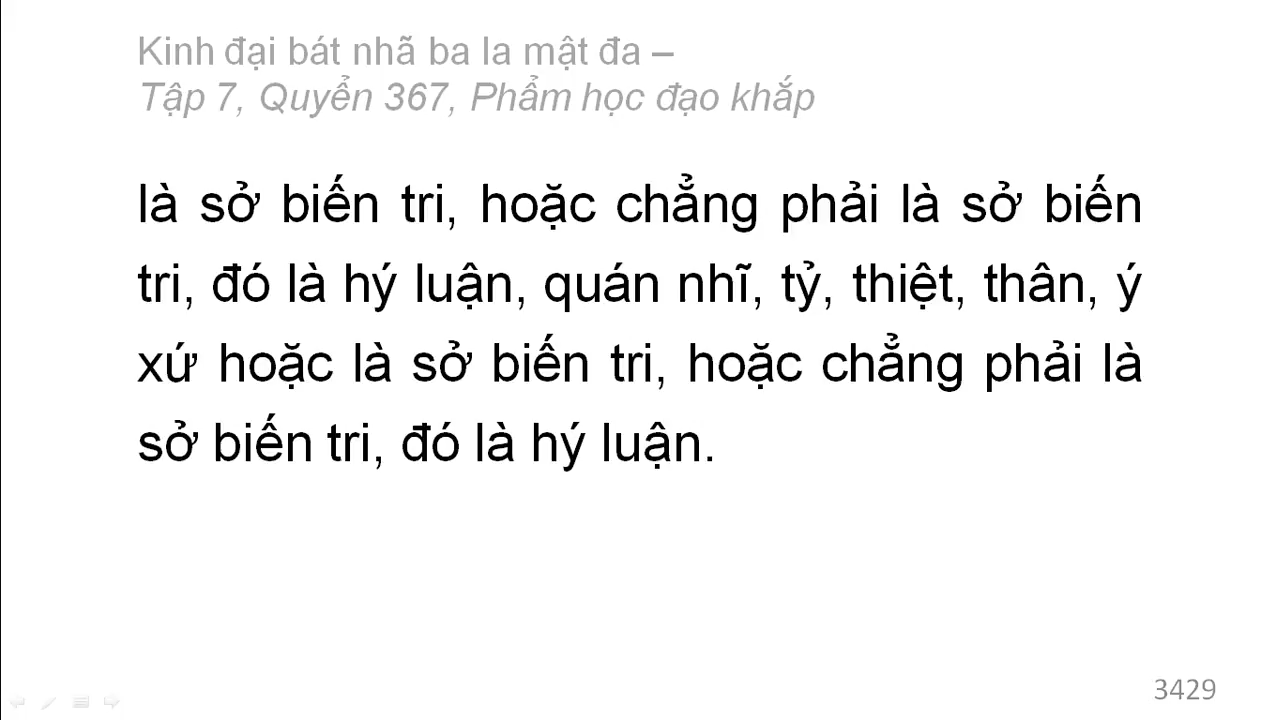 Kinh đại bát nhã ba la mật đa –
Tập 7, Quyển 367, Phẩm học đạo khắp
là sở biến tri, hoặc chẳng phải là sở biến
tri, đó là hý luận, quán nhĩ, tỷ, thiệt, thân, ý
xứ hoặc là sở biến tri, hoặc chẳng phải là
sở biến tri, đó là hý luận.
3429